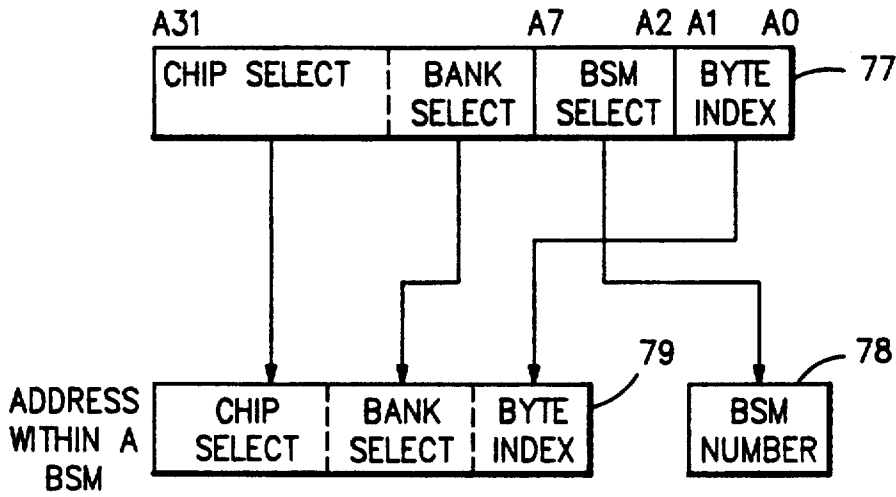 A31 A7 A2 A1 A0
CHIP SELECT
BANK
SELECT
BSM
SELECT
BYTE
INDEX
77
ADDRESS
WITHIN A
BSM
CHIP
SELECT
BANK
SELECT
BYTE
INDEX
79
BSM
NUMBER
78